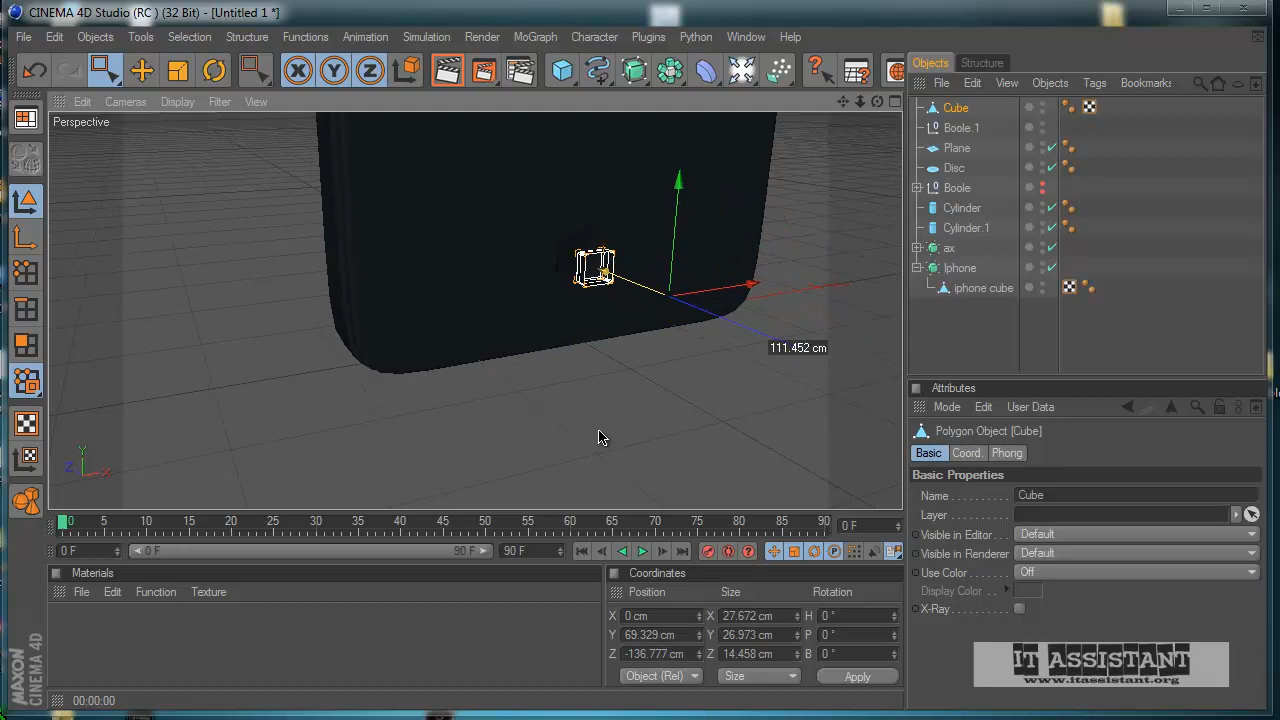 CINEMA 4D Studio (RC ) (32 Bit) - [Untitled 1 *]
File Edit Objects Tools Selection Structure Functions Animation Simulation Render MoGraph Character Plugins Python Window Help
X Y Z
Edit Cameras Display Filter View
Perspective
111.452 cm
Y
Z X
0 5 10 15 20 25 30 35 40 45 50 55 60 65 70 75 80 85 90 0 F
0 F 0 F 90 F 90 F
Materials
File Edit Function Texture
Coordinates
Position Size Rotation
X 0 cm X 27.672 cm H 0 °
Y 69.329 cm Y 26.973 cm P 0 °
Z -136.777 cm Z 14.458 cm B 0 °
Object (Rel) Size Apply
00:00:00
MAXON
CINEMA 4D
Objects Structure
File Edit View Objects Tags Bookmarks
Cube
Boole.1
Plane
Disc
Boole
Cylinder
Cylinder.1
ax
Iphone
iphone cube
Attributes
Mode Edit User Data
Polygon Object [Cube]
Basic Coord. Phong
Basic Properties
Name Cube
Layer
Visible in Editor Default
Visible in Renderer Default
Use Color Off
Display Color
X-Ray
IT ASSISTANT
www.itassistant.org